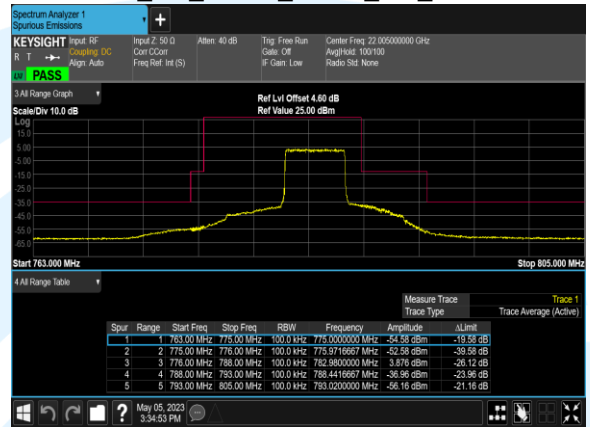 Spectrum Analyzer 1
Spurious Emissions
KEYSIGHT Input: RF Input Z: 50 Ω Atten: 40 dB Trig: Free Run Center Freq: 22.005000000 GHz
R T Coupling: DC Corr CCorr Gate: Off Avg|Hold: 100/100
Align: Auto Freq Ref: Int (S) IF Gain: Low Radio Std: None
PASS
3 All Range Graph
Ref Lvl Offset 4.60 dB
Scale/Div 10.0 dB Ref Value 25.00 dBm
Log
15.0
5.00
-5.00
-15.0
-25.0
-35.0
-45.0
-55.0
-65.0
Start 763.000 MHz Stop 805.000 MHz
4 All Range Table
Measure Trace Trace 1
Trace Type Trace Average (Active)
Spur Range Start Freq Stop Freq RBW Frequency Amplitude ΔLimit
1 1 763.00 MHz 775.00 MHz 100.0 kHz 775.0000000 MHz -54.58 dBm -19.58 dB
2 2 775.00 MHz 776.00 MHz 100.0 kHz 775.9716667 MHz -52.58 dBm -39.58 dB
3 3 776.00 MHz 788.00 MHz 100.0 kHz 782.9800000 MHz 3.876 dBm -26.12 dB
4 4 788.00 MHz 793.00 MHz 100.0 kHz 788.4416667 MHz -36.96 dBm -23.96 dB
5 5 793.00 MHz 805.00 MHz 100.0 kHz 793.0200000 MHz -56.16 dBm -21.16 dB
May 05, 2023
3:34:53 PM